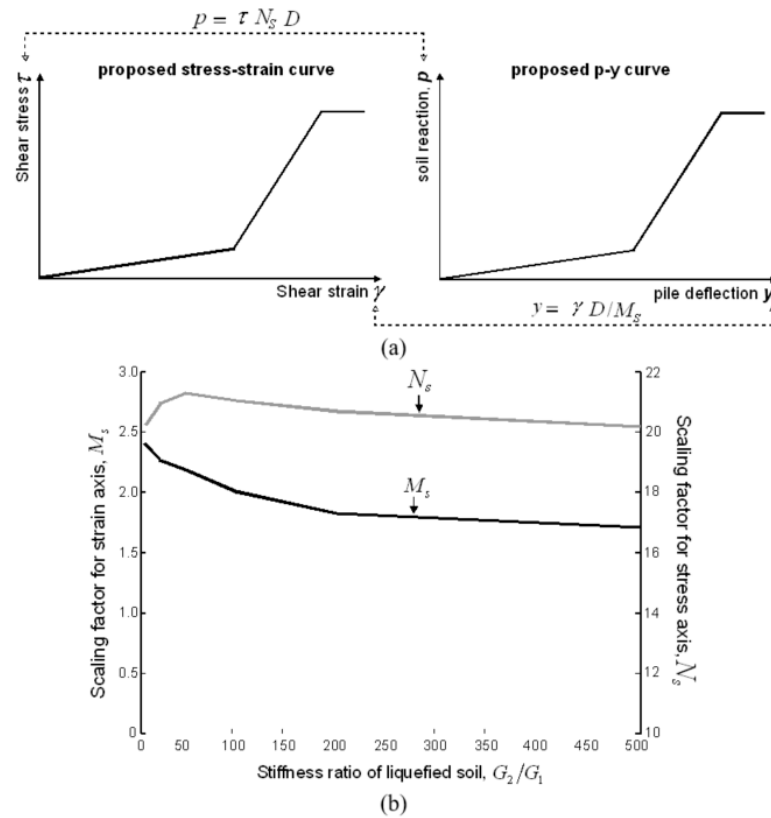 p = τ N_s D
proposed stress-strain curve
proposed p-y curve
Shear stress τ
soil reaction, p
Shear strain γ
pile deflection y
y = γ D/M_s
(a)
3.0
2.5
2.0
1.5
1.0
0.5
0
22
20
18
16
14
12
10
N_s
M_s
Scaling factor for strain axis, M_s
Scaling factor for stress axis, N_s
0 50 100 150 200 250 300 350 400 450 500
Stiffness ratio of liquefied soil, G_2/G_1
(b)